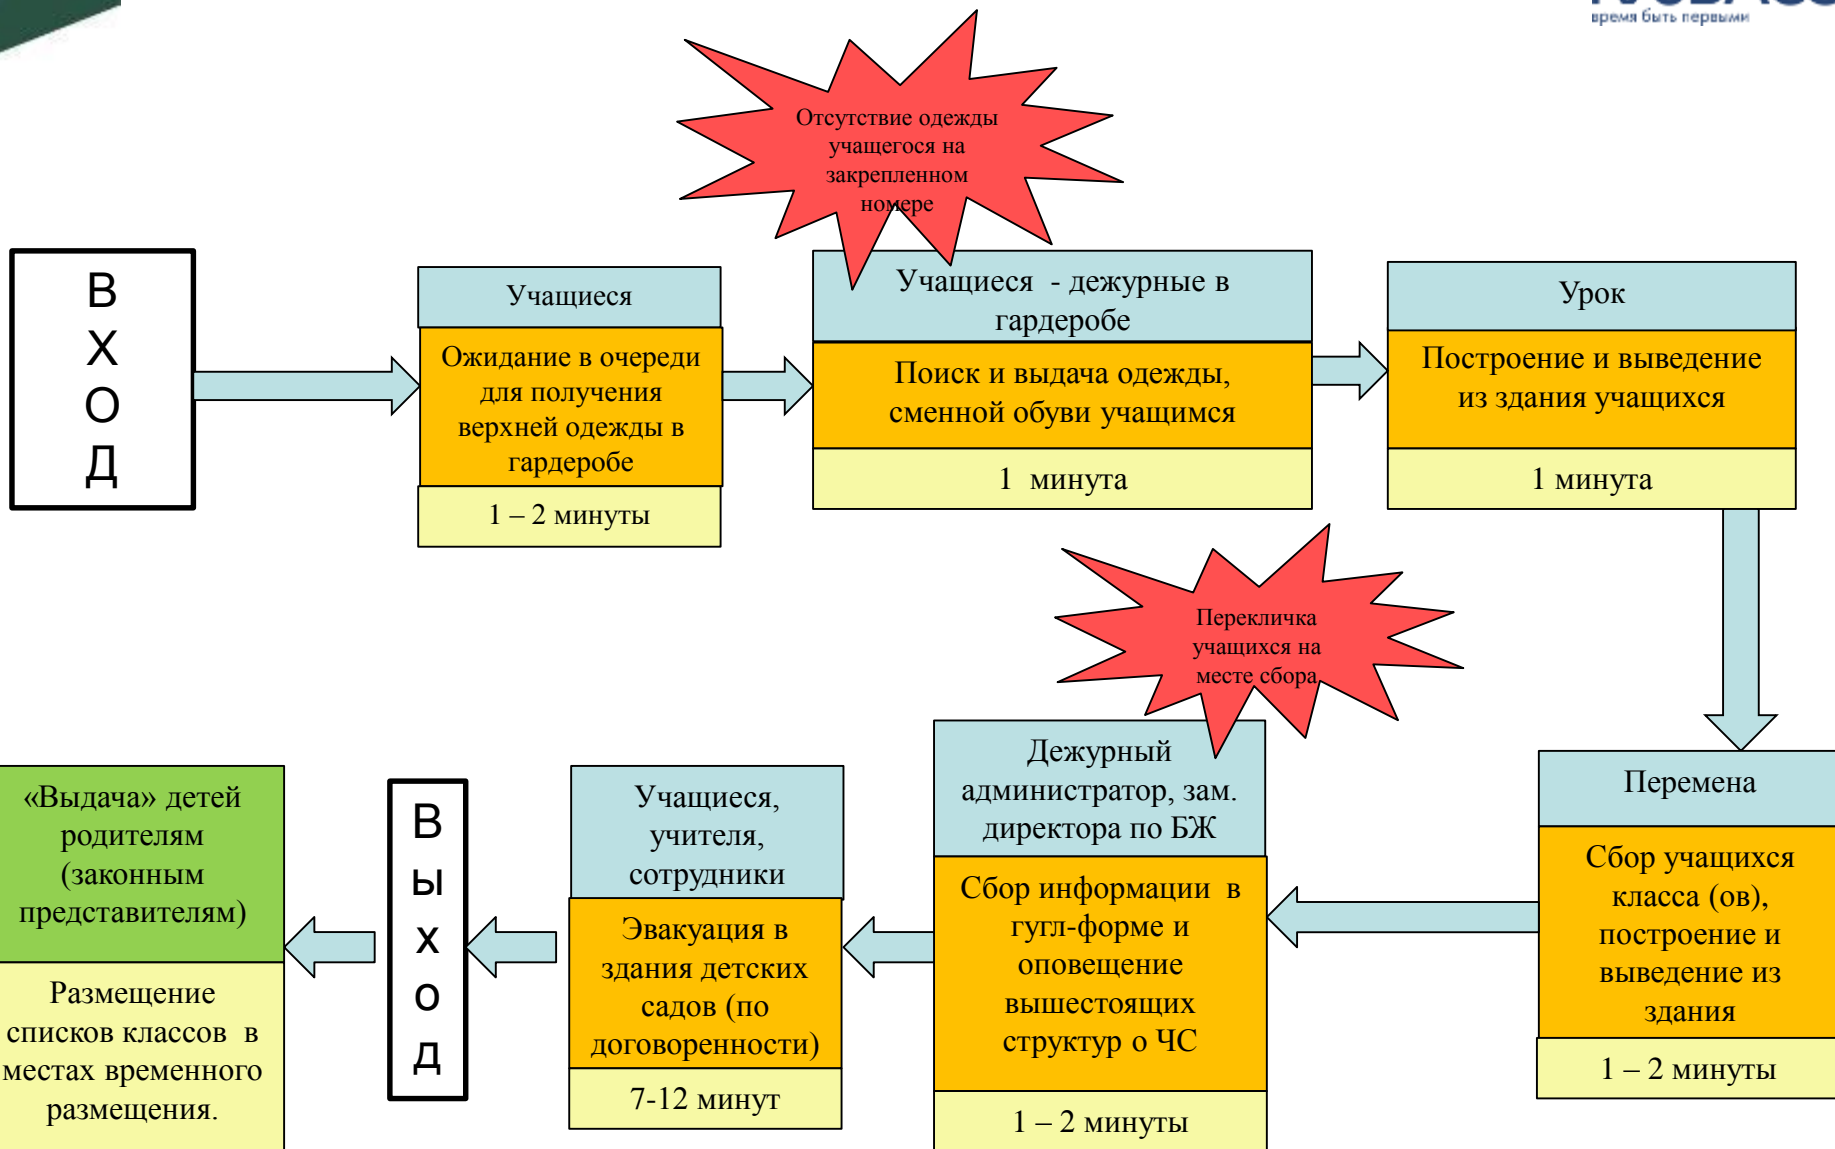 время быть первыми
Отсутствие одежды
учащегося на
закрепленном
номере
В
Х
О
Д
Учащиеся
Ожидание в очереди
для получения
верхней одежды в
гардеробе
1 – 2 минуты
Учащиеся - дежурные в
гардеробе
Поиск и выдача одежды,
сменной обуви учащимся
1 минута
Урок
Построение и выведение
из здания учащихся
1 минута
Перекличка
учащихся на
месте сбора
Перемена
Сбор учащихся
класса (ов),
построение и
выведение из
здания
1 – 2 минуты
Дежурный
администратор, зам.
директора по БЖ
Сбор информации в
гугл-форме и
оповещение
вышестоящих
структур о ЧС
1 – 2 минуты
Учащиеся,
учителя,
сотрудники
Эвакуация в
здания детских
садов (по
договоренности)
7-12 минут
В
ы
х
о
д
«Выдача» детей
родителям
(законным
представителям)
Размещение
списков классов в
местах временного
размещения.